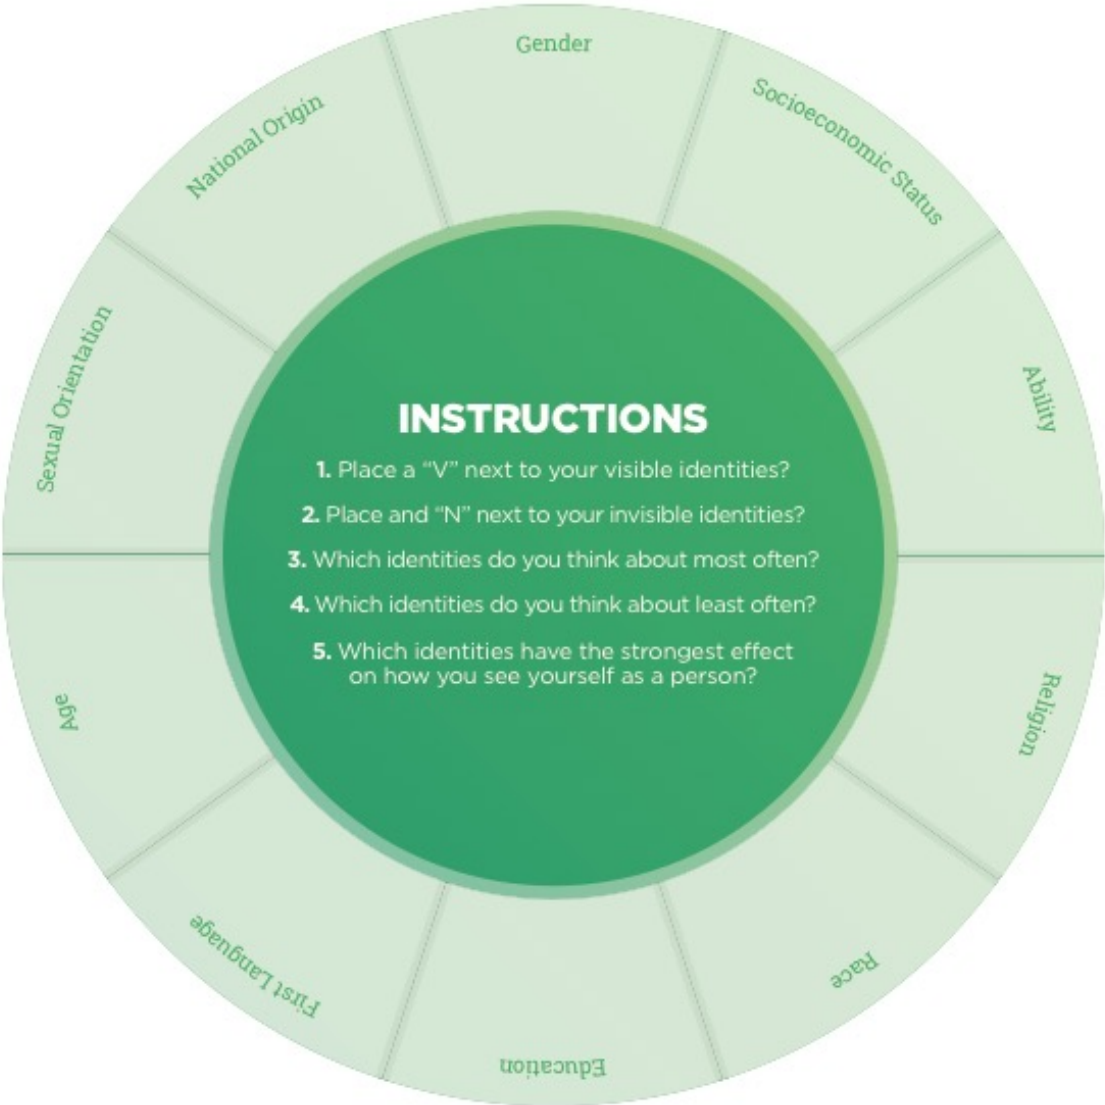 Gender
Socioeconomic Status
Ability
Religion
Race
Education
First Language
Age
Sexual Orientation
National Origin
INSTRUCTIONS
1. Place a “V” next to your visible identities?
2. Place and “N” next to your invisible identities?
3. Which identities do you think about most often?
4. Which identities do you think about least often?
5. Which identities have the strongest effect
on how you see yourself as a person?